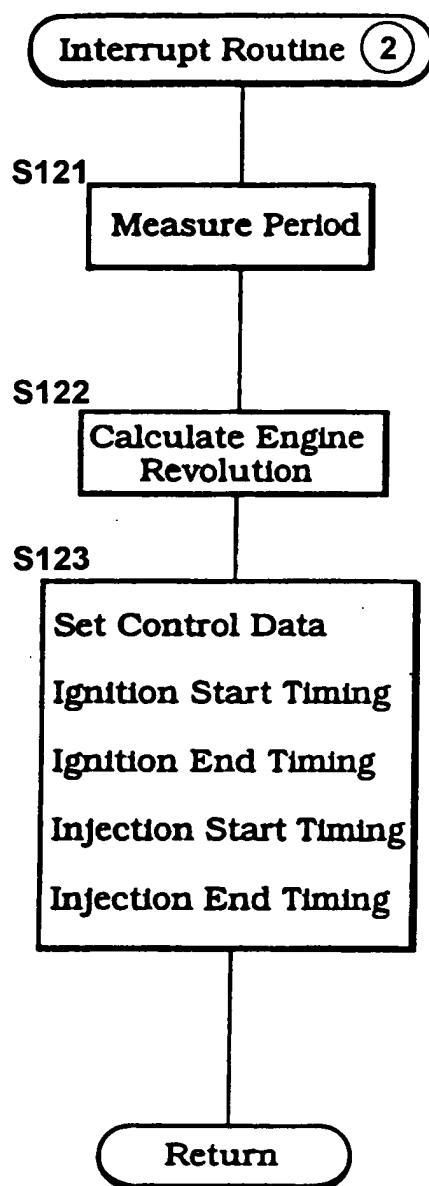 Interrupt Routine 2
S121
Measure Period
S122
Calculate Engine
Revolution
S123
Set Control Data
Ignition Start Timing
Ignition End Timing
Injection Start Timing
Injection End Timing
Return